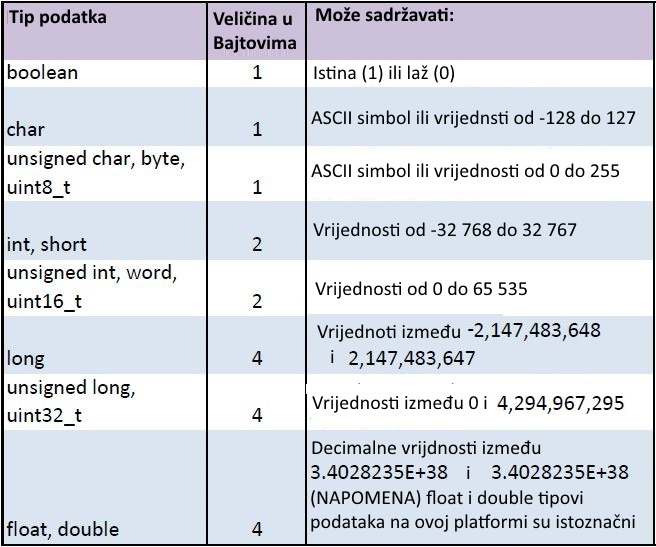 Tip podatka
Veličina u
Bajtovima
Može sadržavati:
boolean
1
Istina (1) ili laž (0)
char
1
ASCII simbol ili vrijednsti od -128 do 127
unsigned char, byte,
uint8_t
1
ASCII simbol ili vrijednosti od 0 do 255
int, short
2
Vrijednosti od -32 768 do 32 767
unsigned int, word,
uint16_t
2
Vrijednosti od 0 do 65 535
long
4
Vrijednoti između -2,147,483,648
i 2,147,483,647
unsigned long,
uint32_t
4
Vrijednosti između 0 i 4,294,967,295
float, double
4
Decimalne vrijdnosti između
3.4028235E+38 i 3.4028235E+38
(NAPOMENA) float i double tipovi
podataka na ovoj platformi su istoznačni